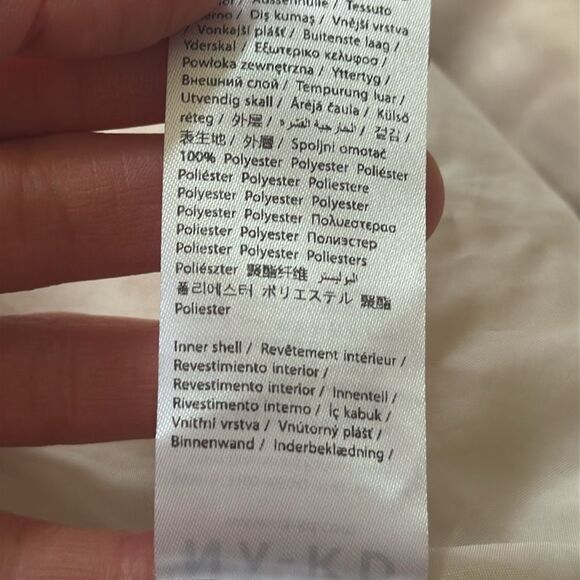 Aussenhülle / Tessuto
/ Dış kumaş / Vnější vrstva
/ Vonkajší plášť / Buitenste laag /
Yderskal / Εξωτερικό κέλυφος /
Powłoka zewnętrzna / Yttertyg /
Внешний слой / Tempurung luar /
Utvendig skall / Ārējā čaula / Külső
réteg / 外层 / القشرة الخارجية / 겉감 /
表生地 / 外層 / Spoljni omotač
100% Polyester Polyester Poliéster
Poliéster Polyester Poliestere
Polyester Polyester Polyester
Polyester Polyester Πολυεστερασ
Poliester Polyester Полиэстер
Poliester Polyester Poliesters
Poliészter 聚酯纤维 البوليستر
폴리에스터 ポリエステル 聚酯
Poliester
Inner shell / Revêtement intérieur /
Revestimiento interior /
Revestimento interior / Innenteil /
Rivestimento interno / İç kabuk /
Vnitřní vrstva / Vnútorný plášť /
Binnenwand / Inderbeklædning /